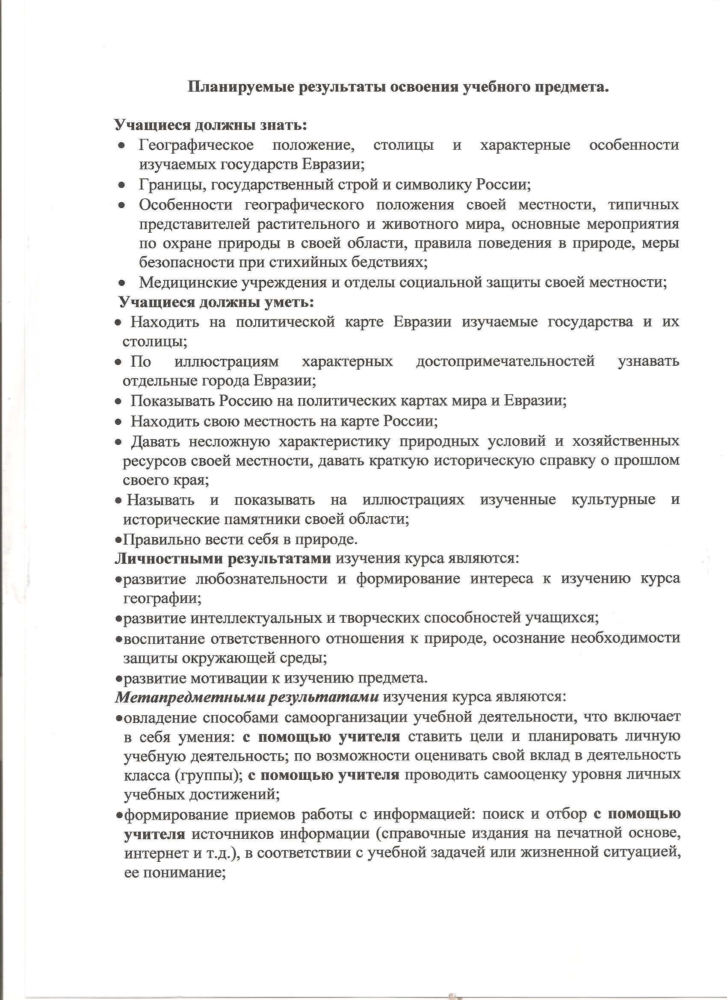 Планируемые результаты освоения учебного предмета.
Учащиеся должны знать:
• Географическое положение, столицы и характерные особенности
изучаемых государств Евразии;
• Границы, государственный строй и символику России;
• Особенности географического положения своей местности, типичных
представителей растительного и животного мира, основные мероприятия
по охране природы в своей области, правила поведения в природе, меры
безопасности при стихийных бедствиях;
• Медицинские учреждения и отделы социальной защиты своей местности;
Учащиеся должны уметь:
• Находить на политической карте Евразии изучаемые государства и их
столицы;
• По иллюстрациям характерных достопримечательностей узнавать
отдельные города Евразии;
• Показывать Россию на политических картах мира и Евразии;
• Находить свою местность на карте России;
• Давать несложную характеристику природных условий и хозяйственных
ресурсов своей местности, давать краткую историческую справку о прошлом
своего края;
• Называть и показывать на иллюстрациях изученные культурные и
исторические памятники своей области;
•Правильно вести себя в природе.
Личностными результатами изучения курса являются:
•развитие любознательности и формирование интереса к изучению курса
географии;
•развитие интеллектуальных и творческих способностей учащихся;
•воспитание ответственного отношения к природе, осознание необходимости
защиты окружающей среды;
•развитие мотивации к изучению предмета.
Метапредметными результатами изучения курса являются:
•овладение способами самоорганизации учебной деятельности, что включает
в себя умения: с помощью учителя ставить цели и планировать личную
учебную деятельность; по возможности оценивать свой вклад в деятельность
класса (группы); с помощью учителя проводить самооценку уровня личных
учебных достижений;
•формирование приемов работы с информацией: поиск и отбор с помощью
учителя источников информации (справочные издания на печатной основе,
интернет и т.д.), в соответствии с учебной задачей или жизненной ситуацией,
ее понимание;